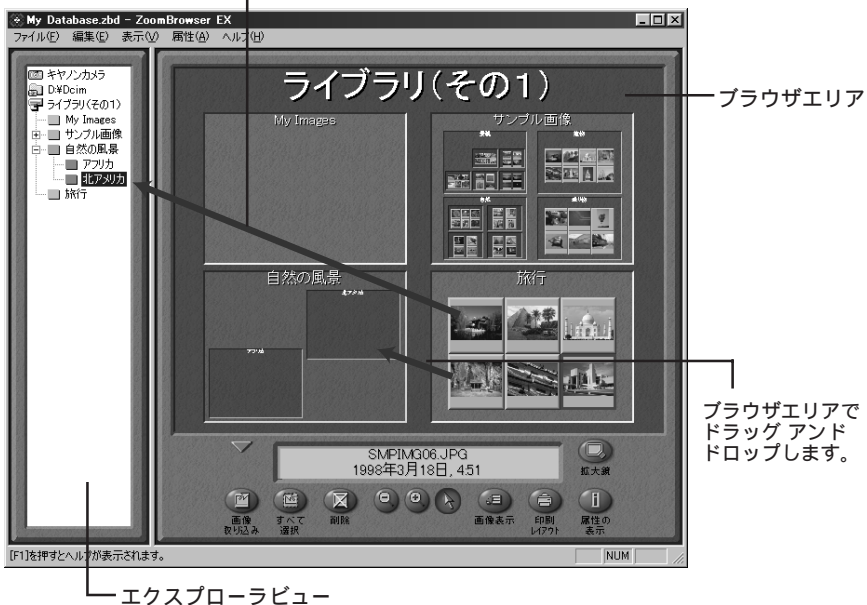 My Database.zbd - ZoomBrowser EX
ファイル(F) 編集(E) 表示(V) 属性(A) ヘルプ(H)
キヤノンカメラ
D:¥Dcim
ライブラリ(その1)
My Images
サンプル画像
自然の風景
アフリカ
北アメリカ
旅行
ライブラリ(その1)
My Images
サンプル画像
自然の風景
北アメリカ
アフリカ
旅行
ブラウザエリア
ブラウザエリアで
ドラッグ アンド
ドロップします。
SMPIMG06.JPG
1998年3月18日, 4:51
拡大鏡
画像
取り込み
すべて
選択
削除
画像表示
印刷
レイアウト
属性の
表示
[F1]を押すとヘルプが表示されます。
NUM
エクスプローラビュー